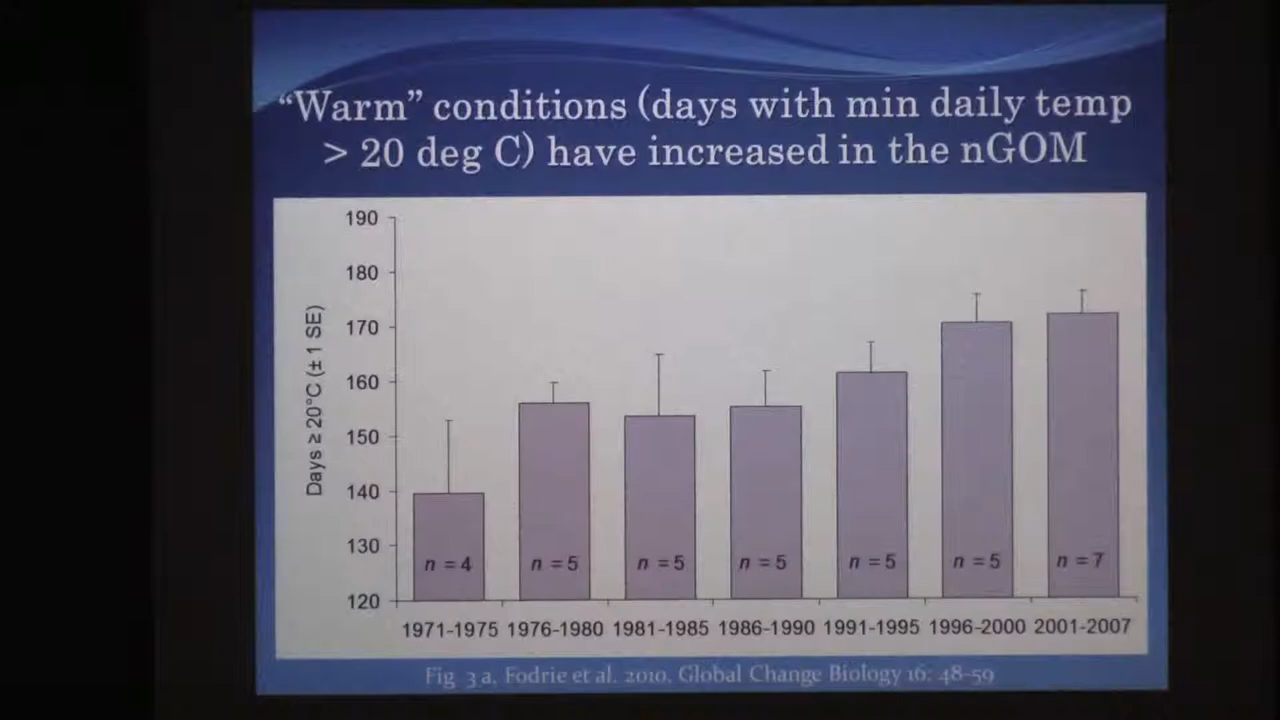 “Warm” conditions (days with min daily temp
> 20 deg C) have increased in the nGOM
190
180
170
160
150
140
130
120
Days ≥ 20°C (± 1 SE)
n = 4
n = 5
n = 5
n = 5
n = 5
n = 5
n = 7
1971-1975 1976-1980 1981-1985 1986-1990 1991-1995 1996-2000 2001-2007
Fig 3 a. Fodrie et al. 2010. Global Change Biology 16: 48-59